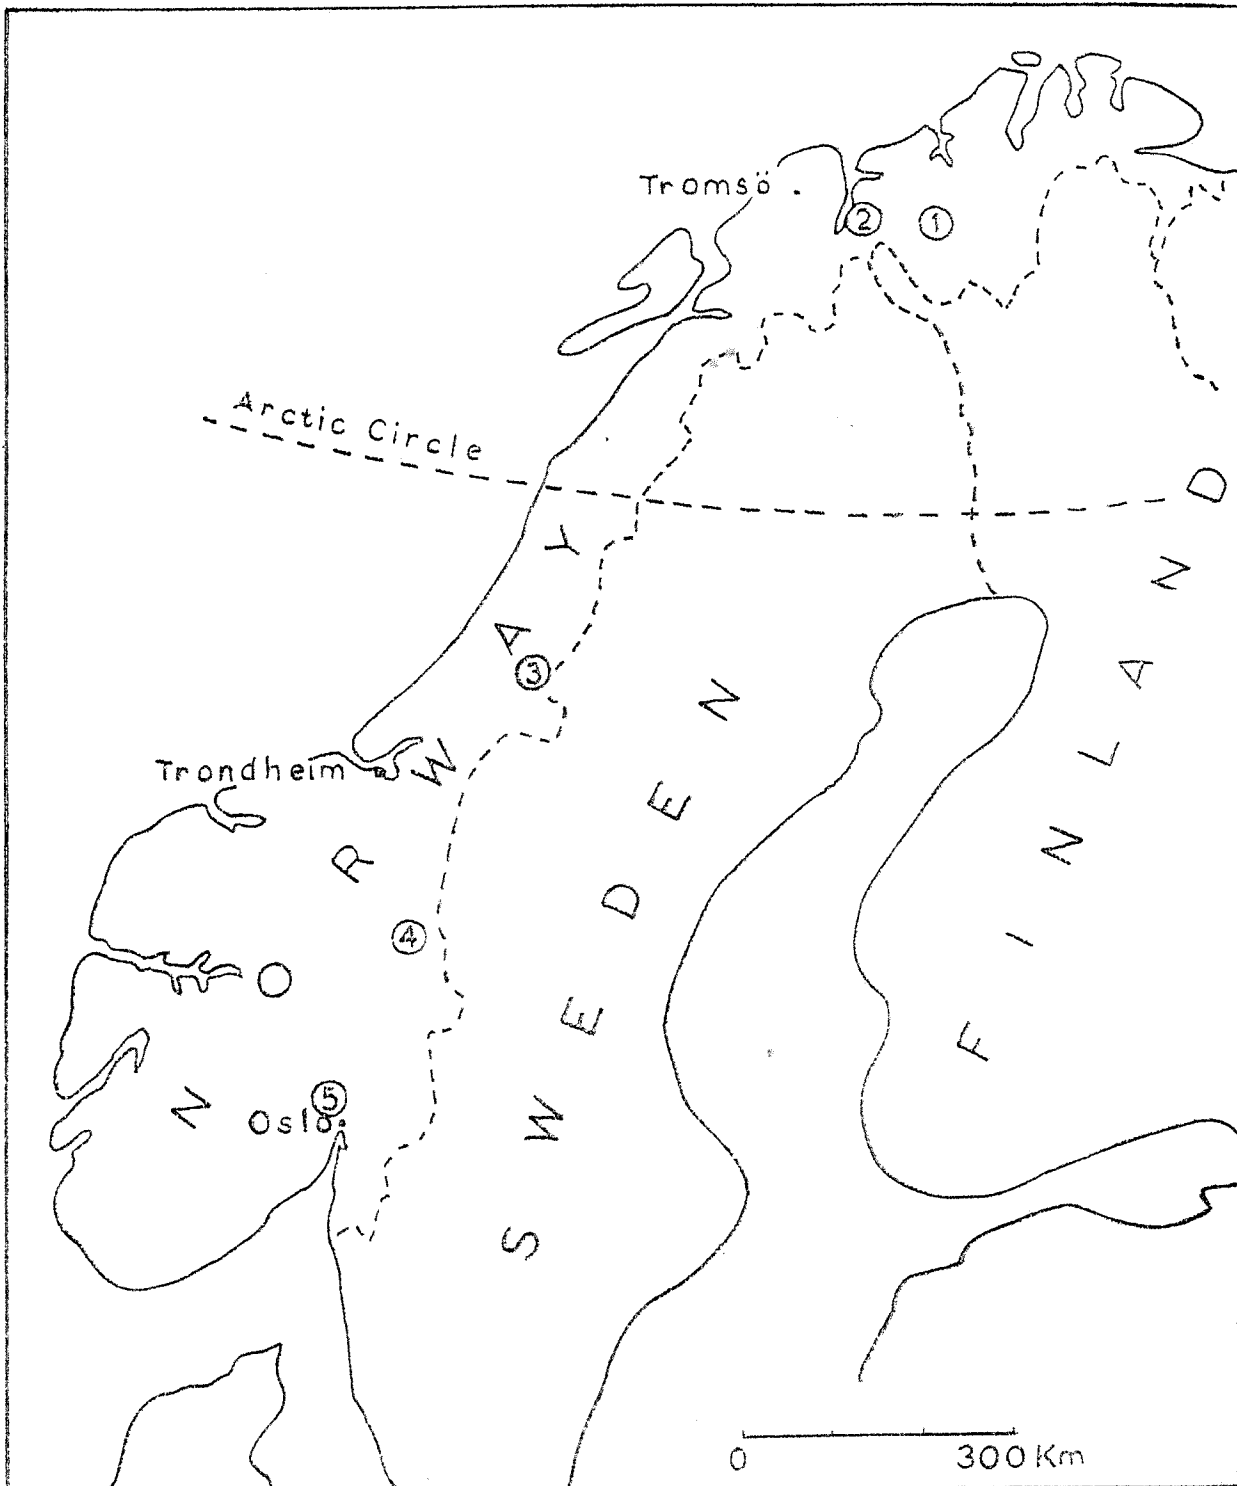 Tromsö
② ①
Arctic Circle
NORWAY
③
Trondheim
④
⑤
Oslo
SWEDEN
FINLAND
0 300 Km